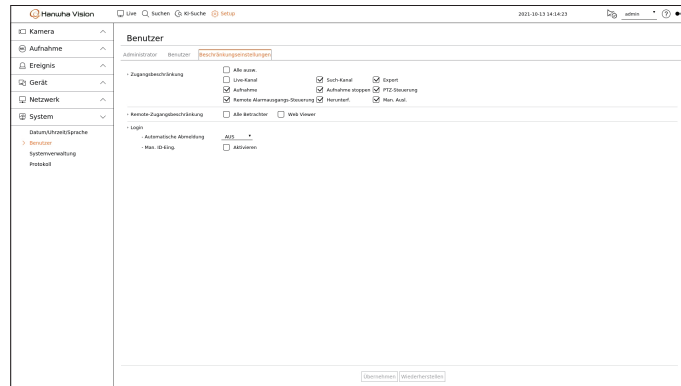 Hanwha Vision
Live Suchen KI-Suche Setup 2021-10-13 14:14:23 admin ?
Kamera
Aufnahme
Ereignis
Gerät
Netzwerk
System
Datum/Uhrzeit/Sprache
> Benutzer
Systemverwaltung
Protokoll
Benutzer
Administrator Benutzer Beschränkungseinstellungen
Zugangsbeschränkung
Alle ausw.
Live-Kanal Such-Kanal Export
Aufnahme Aufnahme stoppen PTZ-Steuerung
Remote Alarmausgangs-Steuerung Herunterf. Man. Ausl.
Remote-Zugangsbeschränkung Alle Betrachter Web Viewer
Login
- Automatische Abmeldung AUS
- Man. ID-Eing. Aktivieren
Übernehmen Wiederherstellen